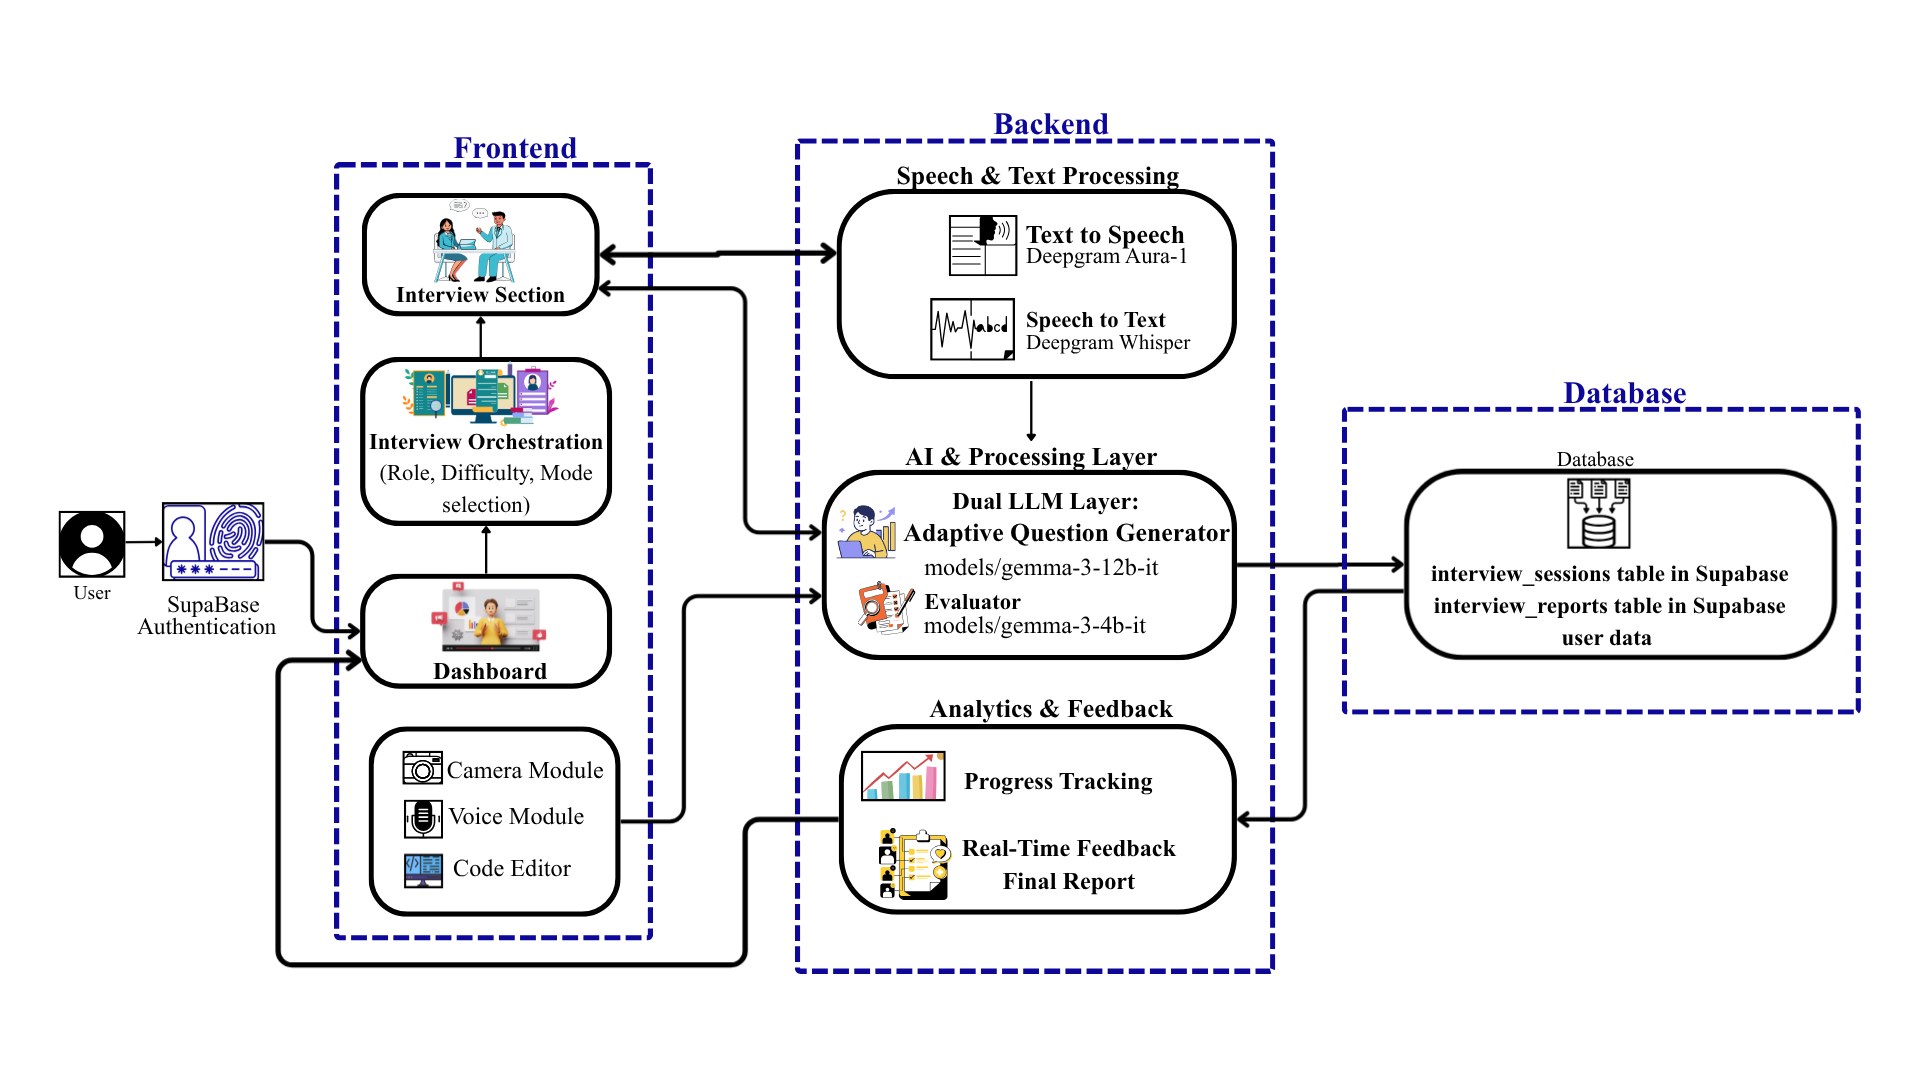 Frontend
Interview Section
Interview Orchestration
(Role, Difficulty, Mode
selection)
User
SupaBase
Authentication
Dashboard
Camera Module
Voice Module
Code Editor
Backend
Speech & Text Processing
Text to Speech
Deepgram Aura-1
abcd
Speech to Text
Deepgram Whisper
AI & Processing Layer
Dual LLM Layer:
Adaptive Question Generator
models/gemma-3-12b-it
Evaluator
models/gemma-3-4b-it
Analytics & Feedback
Progress Tracking
Real-Time Feedback
Final Report
Database
Database
interview_sessions table in Supabase
interview_reports table in Supabase
user data